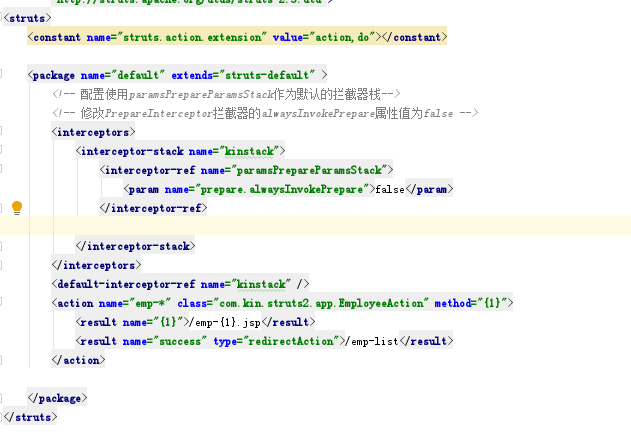 <struts>
<constant name="struts.action.extension" value="action,do"></constant>
<package name="default" extends="struts-default" >
<!-- 配置使用paramsPrepareParamsStack作为默认的拦截器栈-->
<!-- 修改PrepareInterceptor拦截器的alwaysInvokePrepare属性值为false -->
<interceptors>
<interceptor-stack name="kinstack">
<interceptor-ref name="paramsPrepareParamsStack">
<param name="prepare.alwaysInvokePrepare">false</param>
</interceptor-ref>
</interceptor-stack>
</interceptors>
<default-interceptor-ref name="kinstack" />
<action name="emp-*" class="com.kin.struts2.app.EmployeeAction" method="{1}">
<result name="{1}">/emp-{1}.jsp</result>
<result name="success" type="redirectAction">/emp-list</result>
</action>
</package>
</struts>